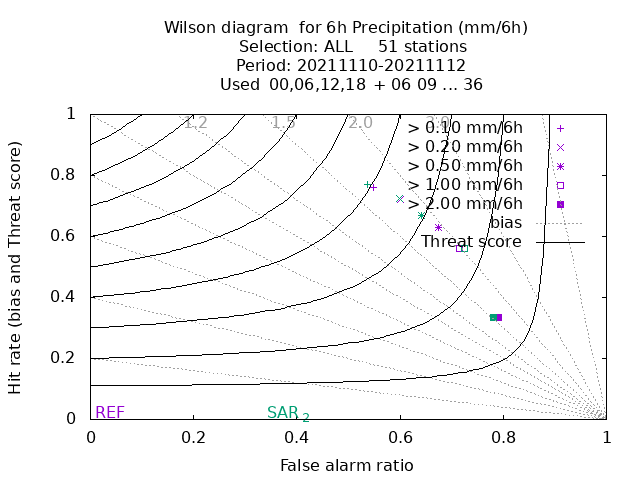 Wilson diagram  for 6h Precipitation (mm/6h)
Selection: ALL     51 stations
Period: 20211110-20211112
Used  00,06,12,18  + 06 09 ... 36
1.2 1.5 2.0 3.0
> 0.10 mm/6h
> 0.20 mm/6h
> 0.50 mm/6h
> 1.00 mm/6h
> 2.00 mm/6h
bias
Threat score
Hit rate (bias and Threat score)
1
0.8
0.6
0.4
0.2
0
REF SAR 2
0 0.2 0.4 0.6 0.8 1
False alarm ratio